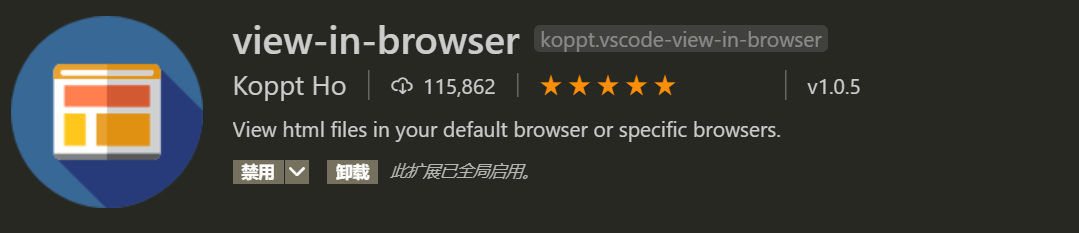 view-in-browser koppt.vscode-view-in-browser
Koppt Ho 115,862 v1.0.5
View html files in your default browser or specific browsers.
禁用 卸载 此扩展已全局启用。